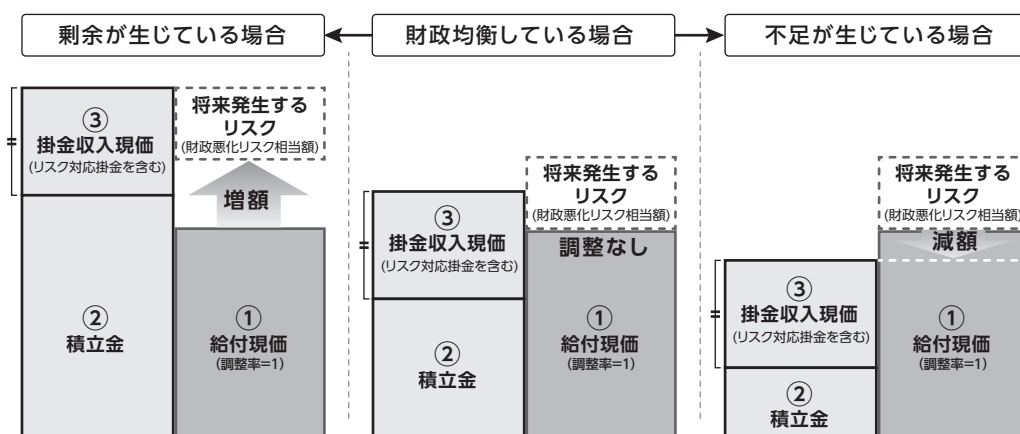 剰余が生じている場合
財政均衡している場合
不足が生じている場合
③
掛金収入現価
(リスク対応掛金を含む)
②
積立金
将来発生する
リスク
(財政悪化リスク相当額)
増額
①
給付現価
(調整率=1)
③
掛金収入現価
(リスク対応掛金を含む)
②
積立金
将来発生する
リスク
(財政悪化リスク相当額)
調整なし
①
給付現価
(調整率=1)
③
掛金収入現価
(リスク対応掛金を含む)
②
積立金
将来発生する
リスク
(財政悪化リスク相当額)
減額
①
給付現価
(調整率=1)